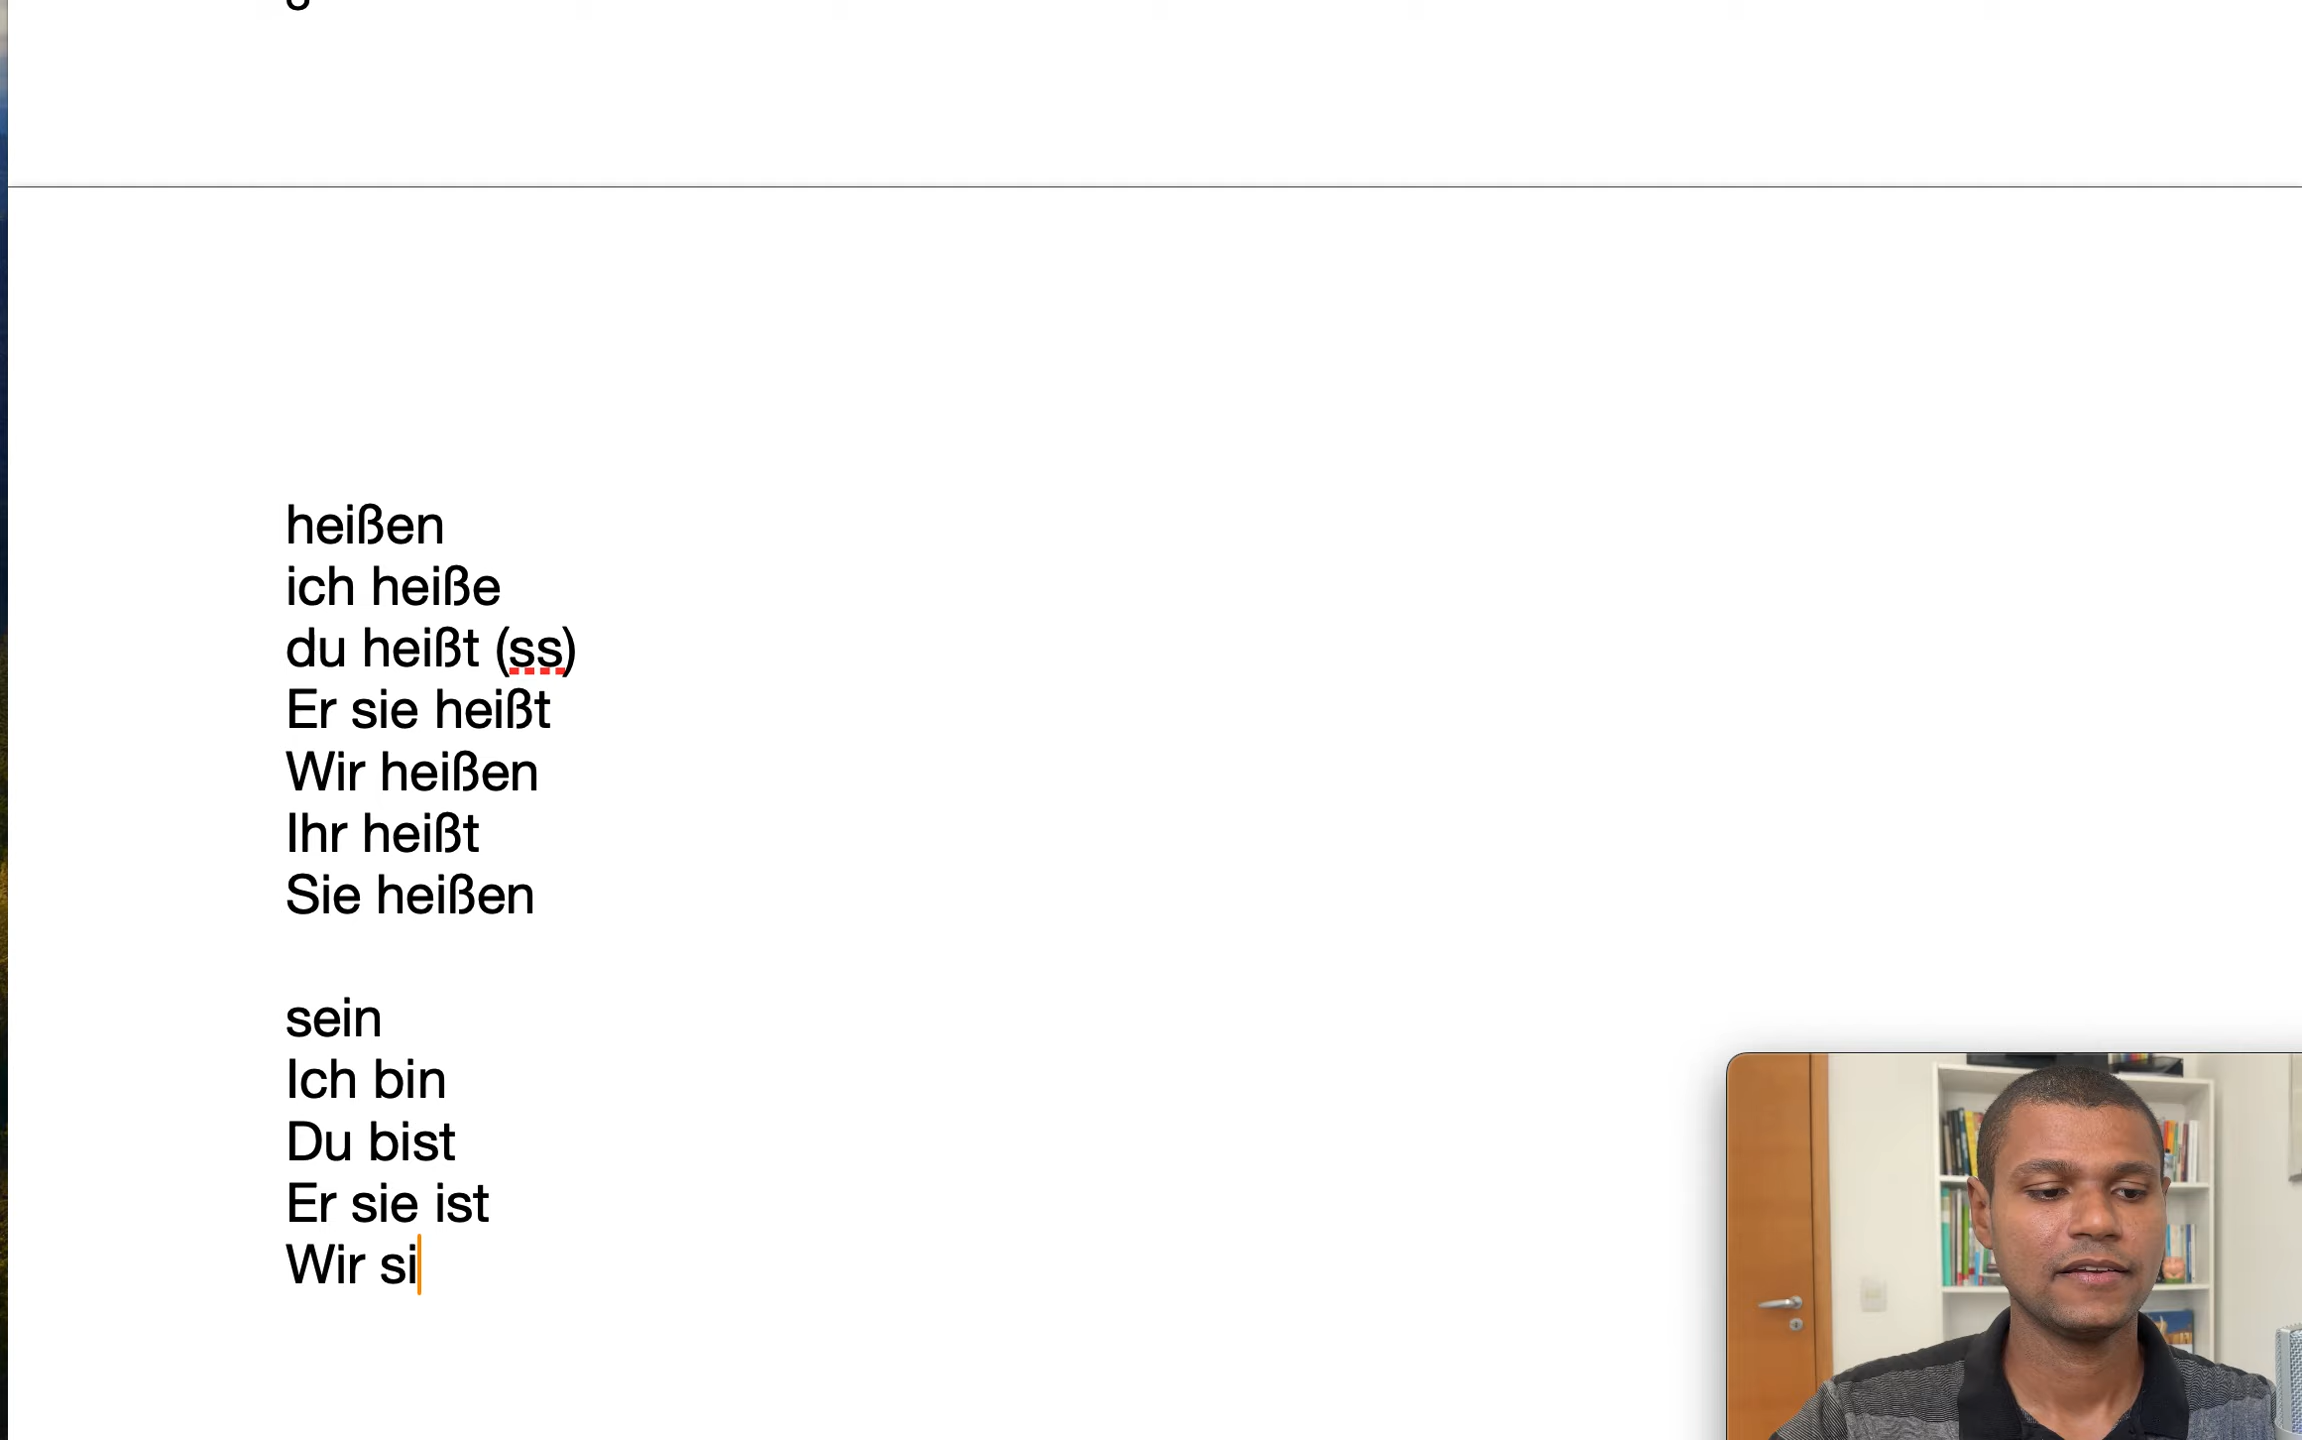 heißen
ich heiße
du heißt (ss)
Er sie heißt
Wir heißen
Ihr heißt
Sie heißen
sein
Ich bin
Du bist
Er sie ist
Wir si